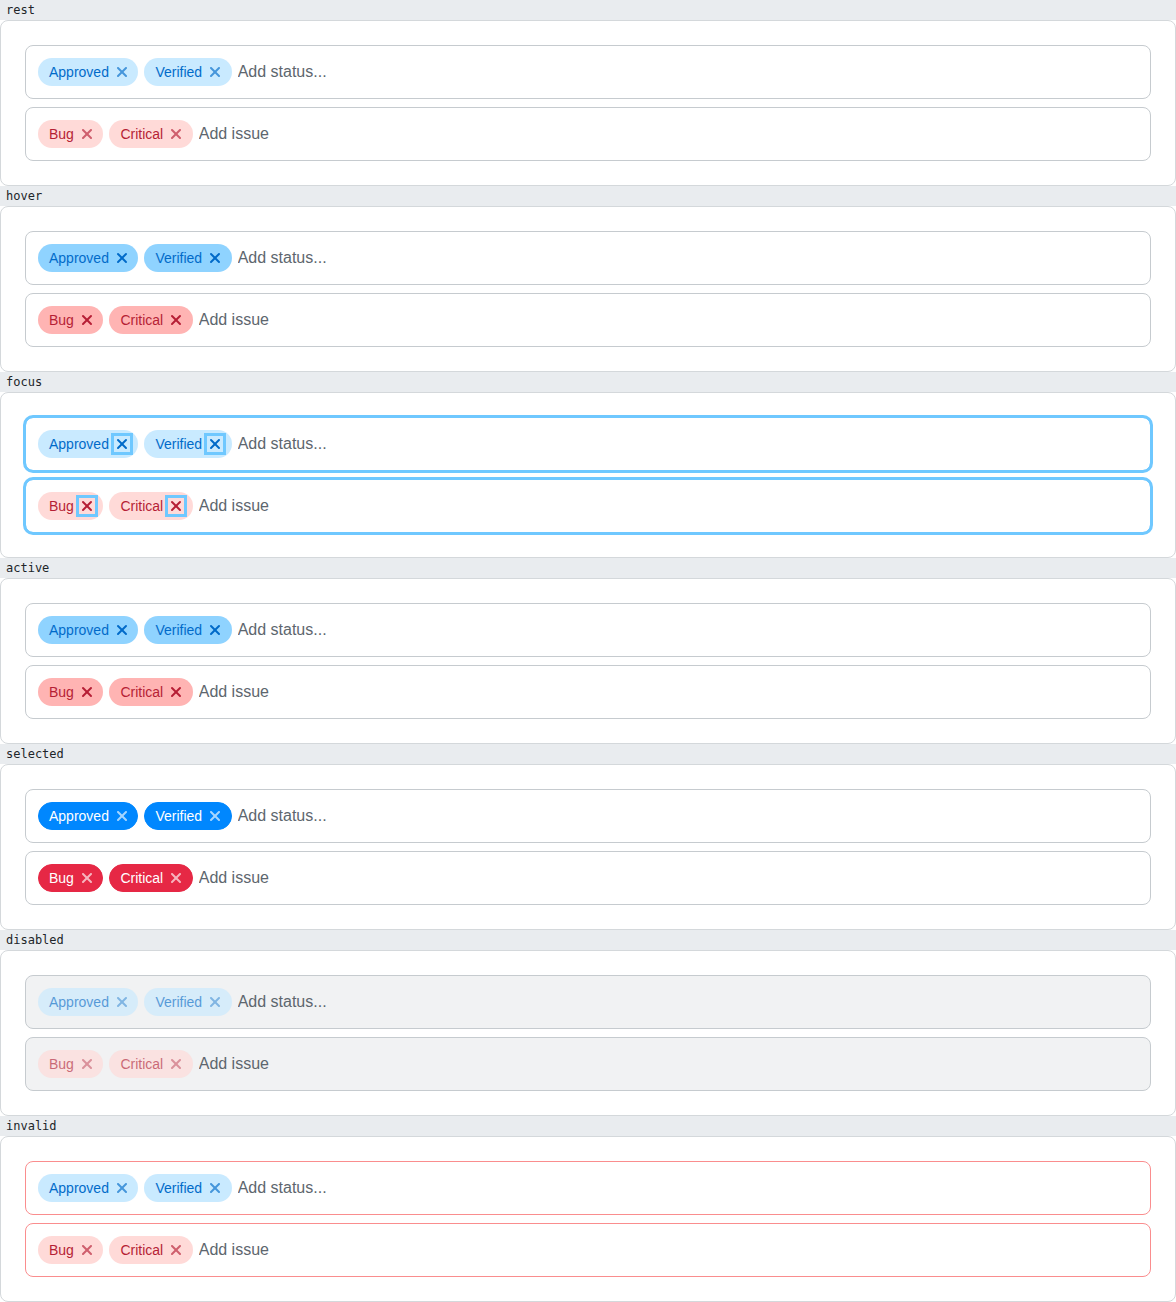 rest
Approved Verified Add status...
Bug Critical Add issue
hover
Approved Verified Add status...
Bug Critical Add issue
focus
Approved Verified Add status...
Bug Critical Add issue
active
Approved Verified Add status...
Bug Critical Add issue
selected
Approved Verified Add status...
Bug Critical Add issue
disabled
Approved Verified Add status...
Bug Critical Add issue
invalid
Approved Verified Add status...
Bug Critical Add issue